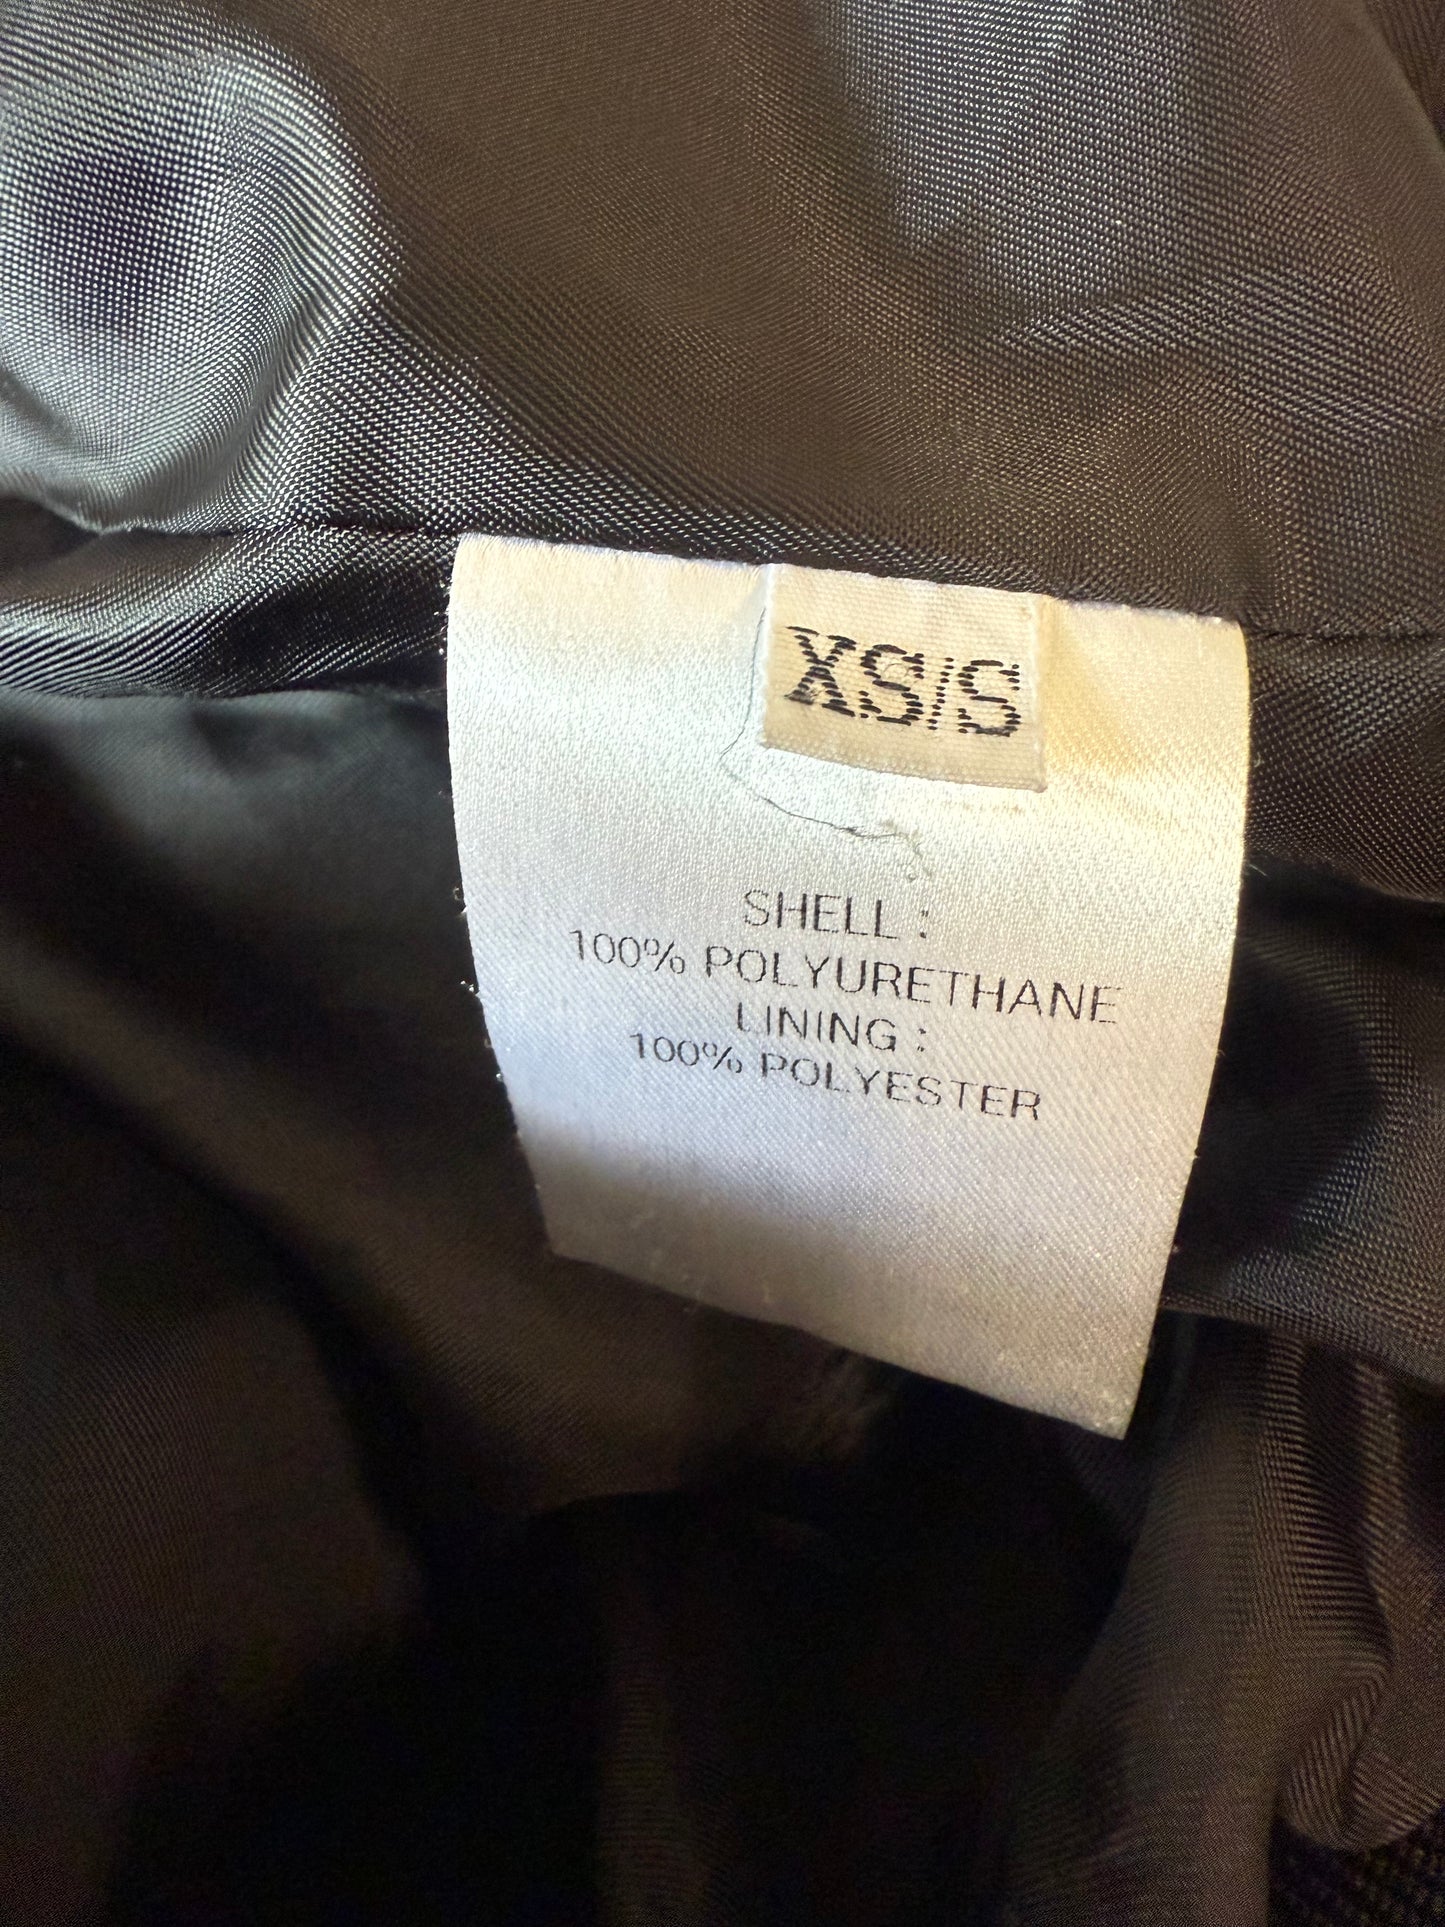 XS/S
SHELL :
100% POLYURETHANE
LINING :
100% POLYESTER